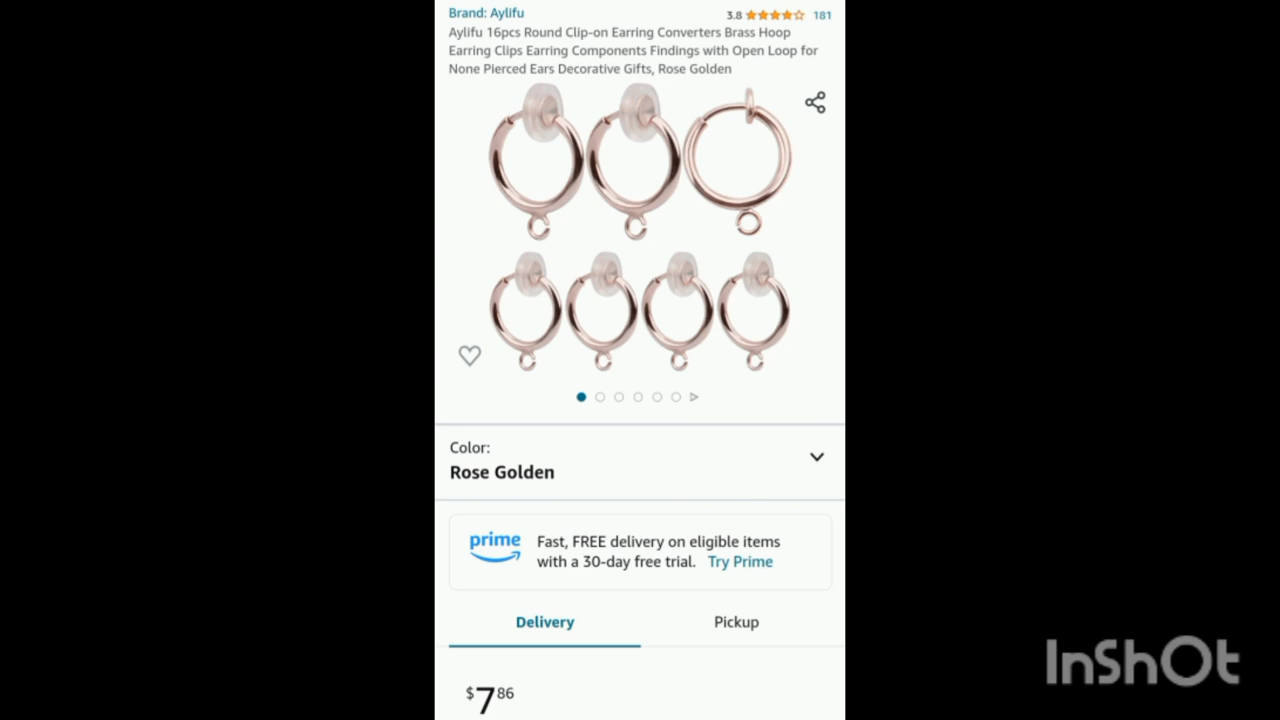 Brand: Aylifu
3.8 181
Aylifu 16pcs Round Clip-on Earring Converters Brass Hoop
Earring Clips Earring Components Findings with Open Loop for
None Pierced Ears Decorative Gifts, Rose Golden
Color:
Rose Golden
prime
Fast, FREE delivery on eligible items
with a 30-day free trial. Try Prime
Delivery
Pickup
$7 86
InShOt